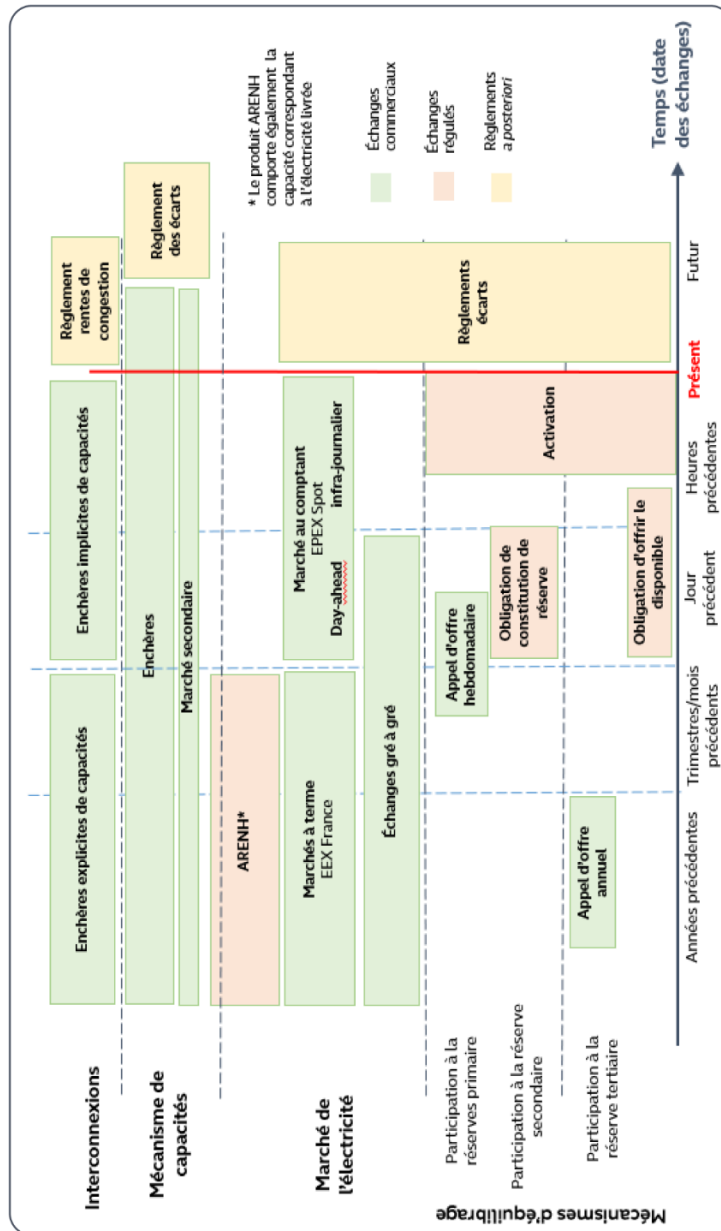 Interconnexions
Enchères explicites de capacités
Enchères implicites de capacités
Règlement
rentes de
congestion
Mécanisme de
capacités
Enchères
Marché secondaire
Règlement
des écarts
Marché de
l'électricité
ARENH*
* Le produit ARENH
comporte également la
capacité correspondant
à l'électricité livrée
Marchés à terme
EEX France
Marché au comptant
EPEX Spot
Day-ahead infra-journalier
Échanges gré à gré
Règlements
écarts
Échanges
commerciaux
Échanges
régulés
Règlements
a posteriori
Mécanismes d'équilibrage
Participation à la
réserves primaire
Appel d'offre
hebdomadaire
Activation
Participation à la réserve
secondaire
Obligation de
constitution de
réserve
Participation à la
réserve tertiaire
Appel d'offre
annuel
Obligation d'offrir le
disponible
Années précédentes
Trimestres/mois
précédents
Jour
précédent
Heures
précédentes
Présent
Futur
Temps (date
des échanges)